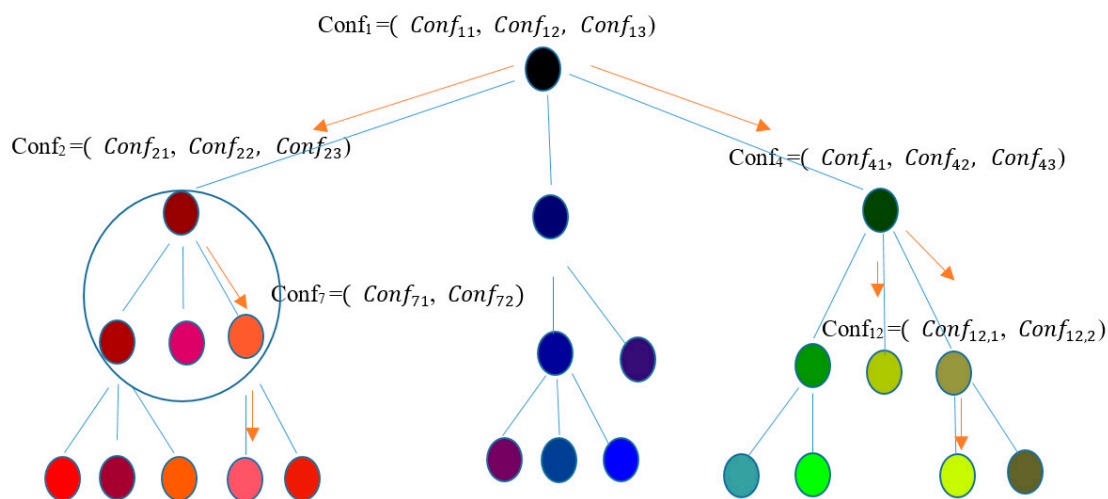 Conf₁=( Conf₁₁, Conf₁₂, Conf₁₃)
Conf₂=( Conf₂₁, Conf₂₂, Conf₂₃)
Conf₄=( Conf₄₁, Conf₄₂, Conf₄₃)
Conf₇=( Conf₇₁, Conf₇₂)
Conf₁₂=( Conf₁₂,₁, Conf₁₂,₂)